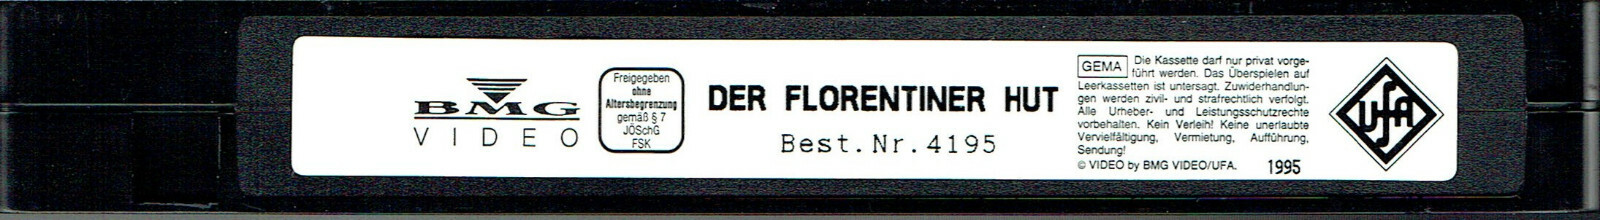 BMG
VIDEO
Freigegeben
ohne
Altersbegrenzung
gemäß § 7
JÖSchG
FSK
DER FLORENTINER HUT
Best.Nr.4195
GEMA Die Kassette darf nur privat vorge-
führt werden. Das Überspielen auf
Leerkassetten ist untersagt. Zuwiderhandlun-
gen werden zivil- und strafrechtlich verfolgt.
Alle Urheber- und Leistungsschutzrechte
vorbehalten. Kein Verleih! Keine unerlaubte
Vervielfältigung, Vermietung, Aufführung,
Sendung!
© VIDEO by BMG VIDEO/UFA. 1995
UFA